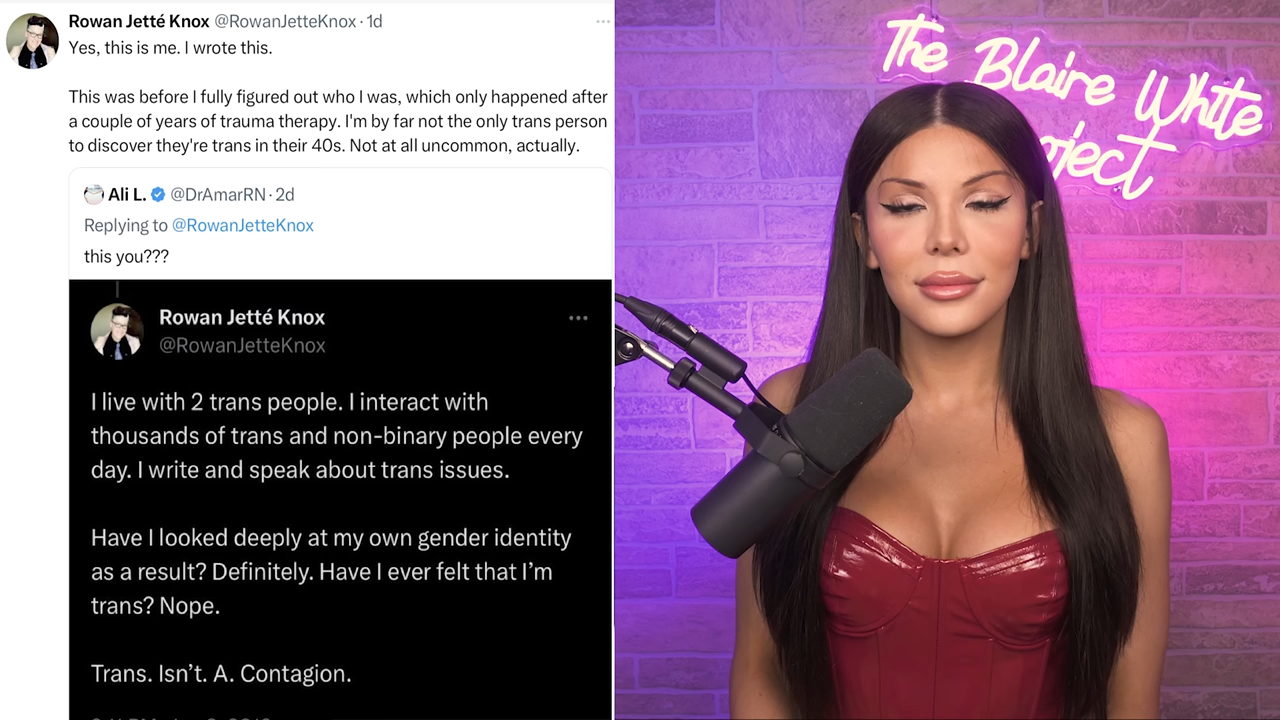 Rowan Jetté Knox @RowanJetteKnox · 1d
Yes, this is me. I wrote this.
This was before I fully figured out who I was, which only happened after
a couple of years of trauma therapy. I'm by far not the only trans person
to discover they're trans in their 40s. Not at all uncommon, actually.
Ali L. @DrAmarRN · 2d
Replying to @RowanJetteKnox
this you???
Rowan Jetté Knox
@RowanJetteKnox
I live with 2 trans people. I interact with
thousands of trans and non-binary people every
day. I write and speak about trans issues.
Have I looked deeply at my own gender identity
as a result? Definitely. Have I ever felt that I'm
trans? Nope.
Trans. Isn't. A. Contagion.
The Blaire White
Project